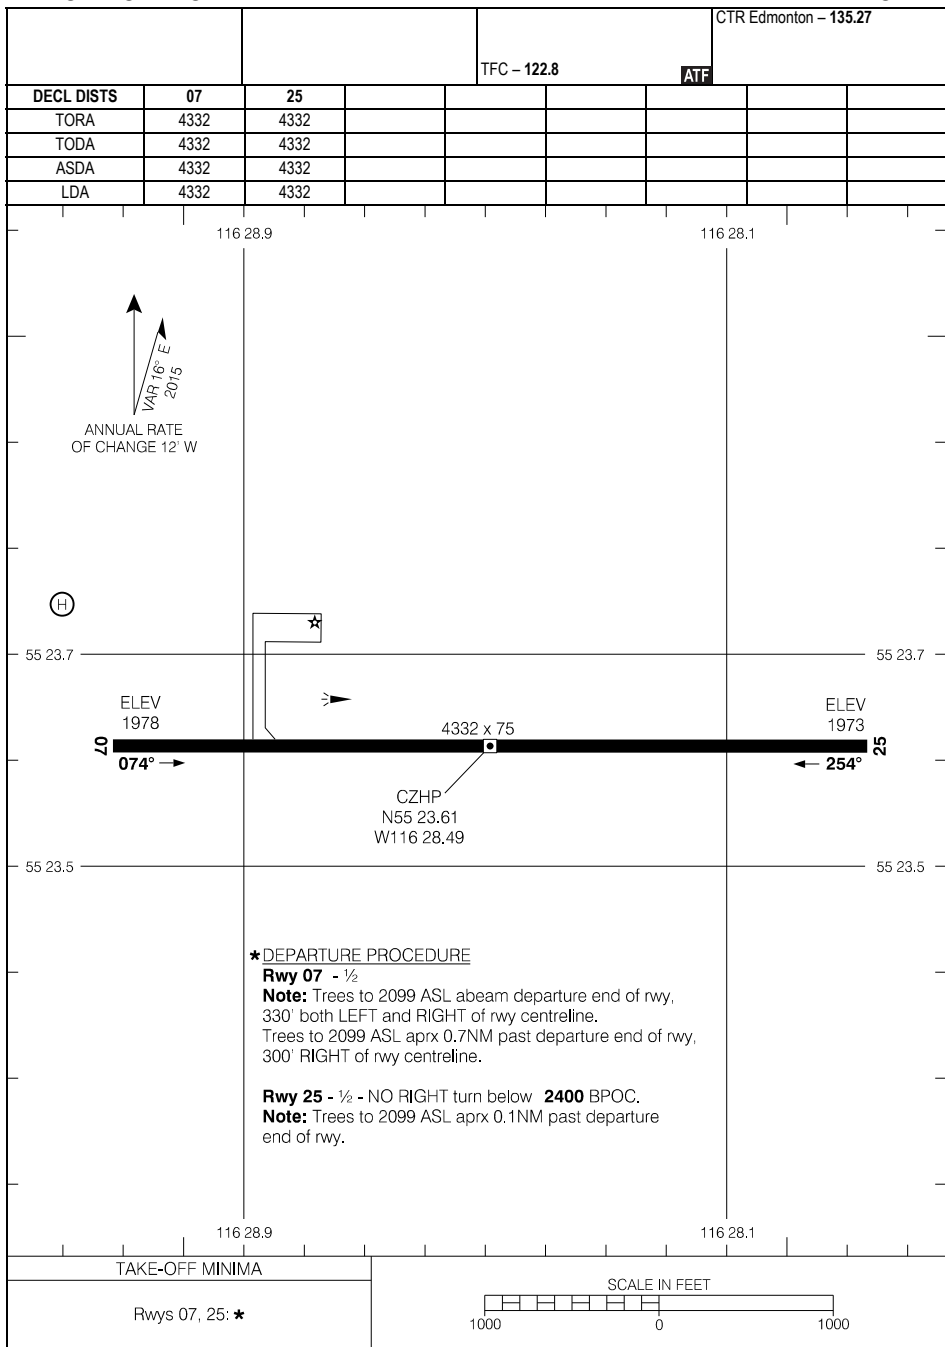 CTR Edmonton – 135.27
TFC – 122.8
ATF
DECL DISTS 07 25
TORA 4332 4332
TODA 4332 4332
ASDA 4332 4332
LDA 4332 4332
116 28.9 116 28.1
VAR 16° E
2015
ANNUAL RATE
OF CHANGE 12' W
H
55 23.7 55 23.7
ELEV
1978
ELEV
1973
4332 x 75
07
25
074°
254°
CZHP
N55 23.61
W116 28.49
55 23.5 55 23.5
*DEPARTURE PROCEDURE
Rwy 07 - ½
Note: Trees to 2099 ASL abeam departure end of rwy,
330' both LEFT and RIGHT of rwy centreline.
Trees to 2099 ASL aprx 0.7NM past departure end of rwy,
300' RIGHT of rwy centreline.
Rwy 25 - ½ - NO RIGHT turn below 2400 BPOC.
Note: Trees to 2099 ASL aprx 0.1NM past departure
end of rwy.
116 28.9 116 28.1
TAKE-OFF MINIMA
Rwys 07, 25: *
SCALE IN FEET
1000 0 1000